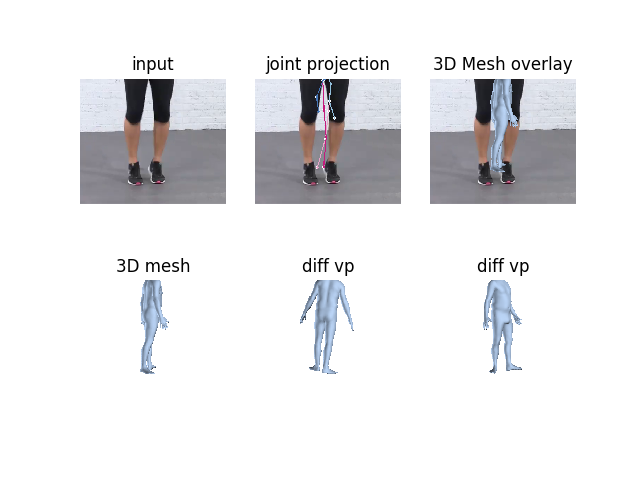 input
joint projection
3D Mesh overlay
3D mesh
diff vp
diff vp